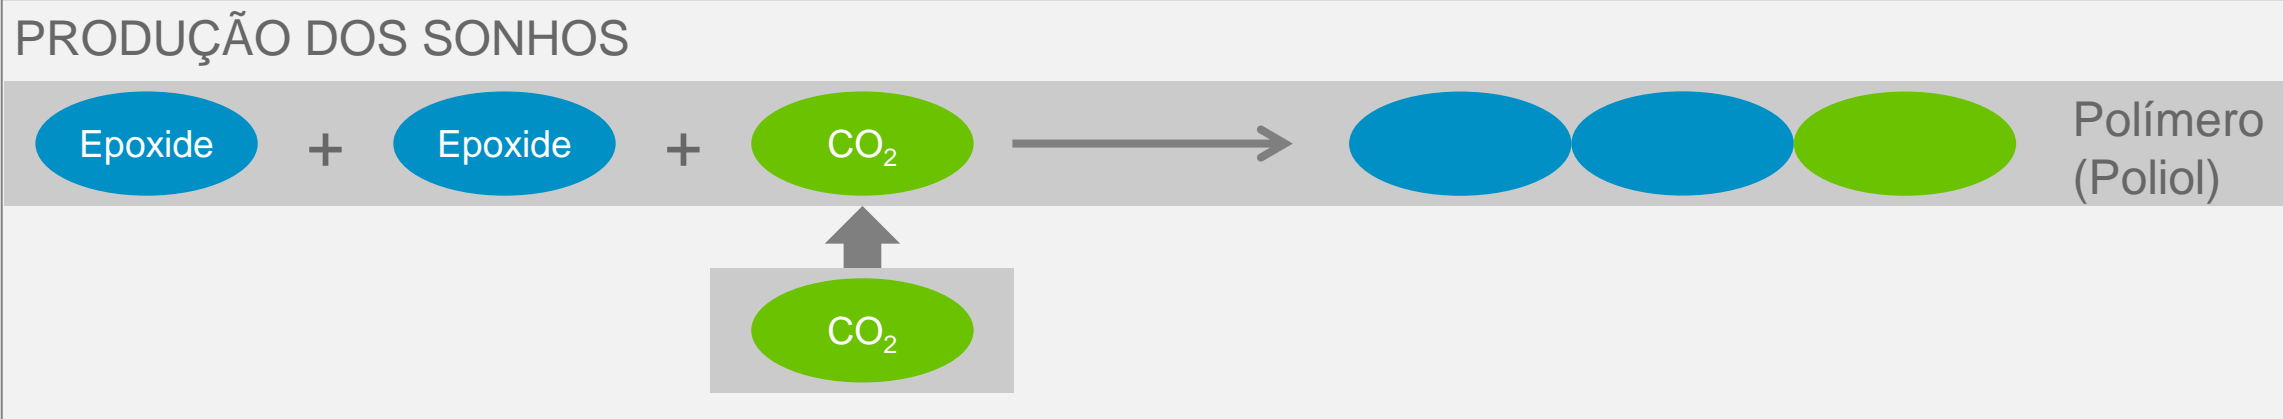 PRODUÇÃO DOS SONHOS
Epoxide + Epoxide + CO₂
Polímero
(Poliol)
CO₂